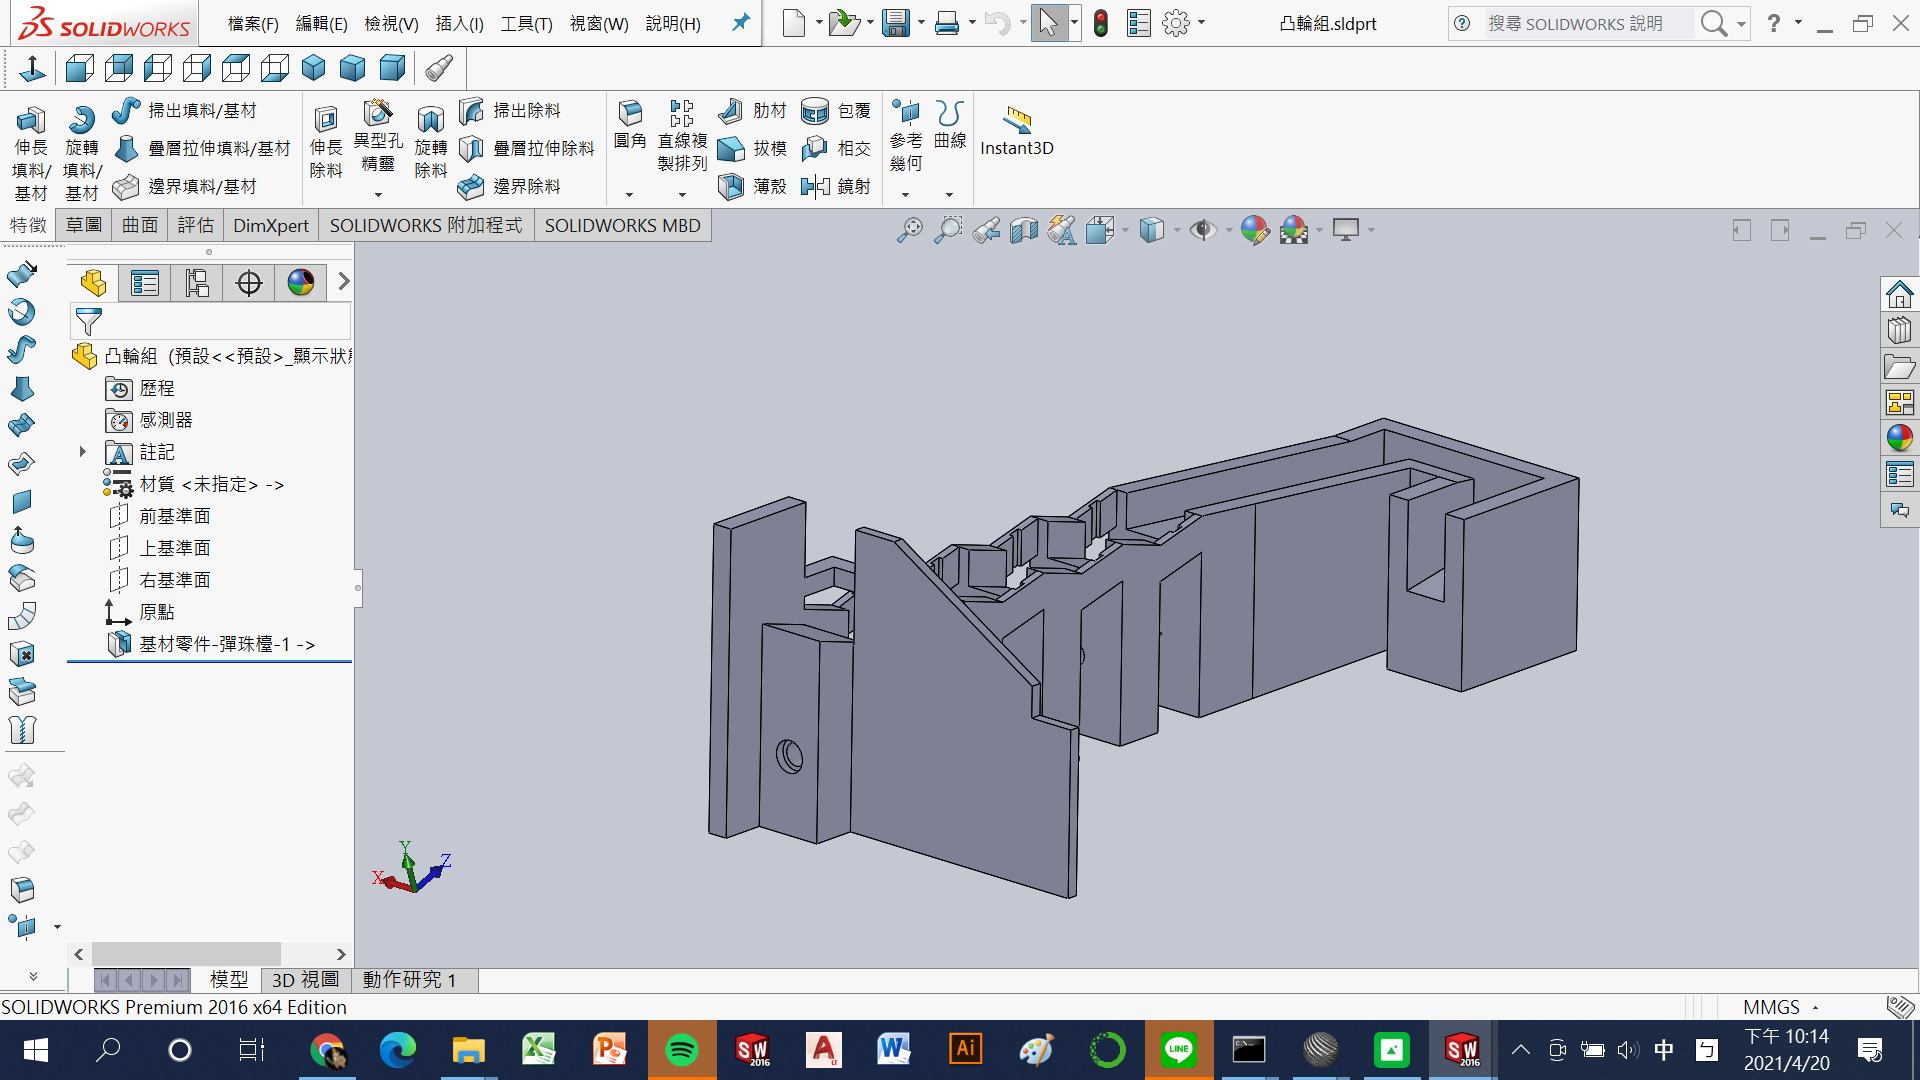 SOLIDWORKS
檔案(F) 編輯(E) 檢視(V) 插入(I) 工具(T) 視窗(W) 說明(H)
凸輪組.sldprt
搜尋 SOLIDWORKS 說明
伸長填料/基材
旋轉填料/基材
掃出填料/基材
疊層拉伸填料/基材
邊界填料/基材
伸長除料
異型孔精靈
旋轉除料
掃出除料
疊層拉伸除料
邊界除料
圓角
直線複製排列
肋材
拔模
薄殼
包覆
相交
鏡射
參考幾何
曲線
Instant3D
特徵 草圖 曲面 評估 DimXpert SOLIDWORKS 附加程式 SOLIDWORKS MBD
凸輪組 (預設<<預設>_顯示狀
歷程
感測器
註記
材質 <未指定> ->
前基準面
上基準面
右基準面
原點
基材零件-彈珠檯-1 ->
Y
Z
X
模型 3D 視圖 動作研究 1
SOLIDWORKS Premium 2016 x64 Edition
MMGS
SW 2016
A
LT
W
Ai
LINE
SW 2016
中
ㄅ
下午 10:14
2021/4/20